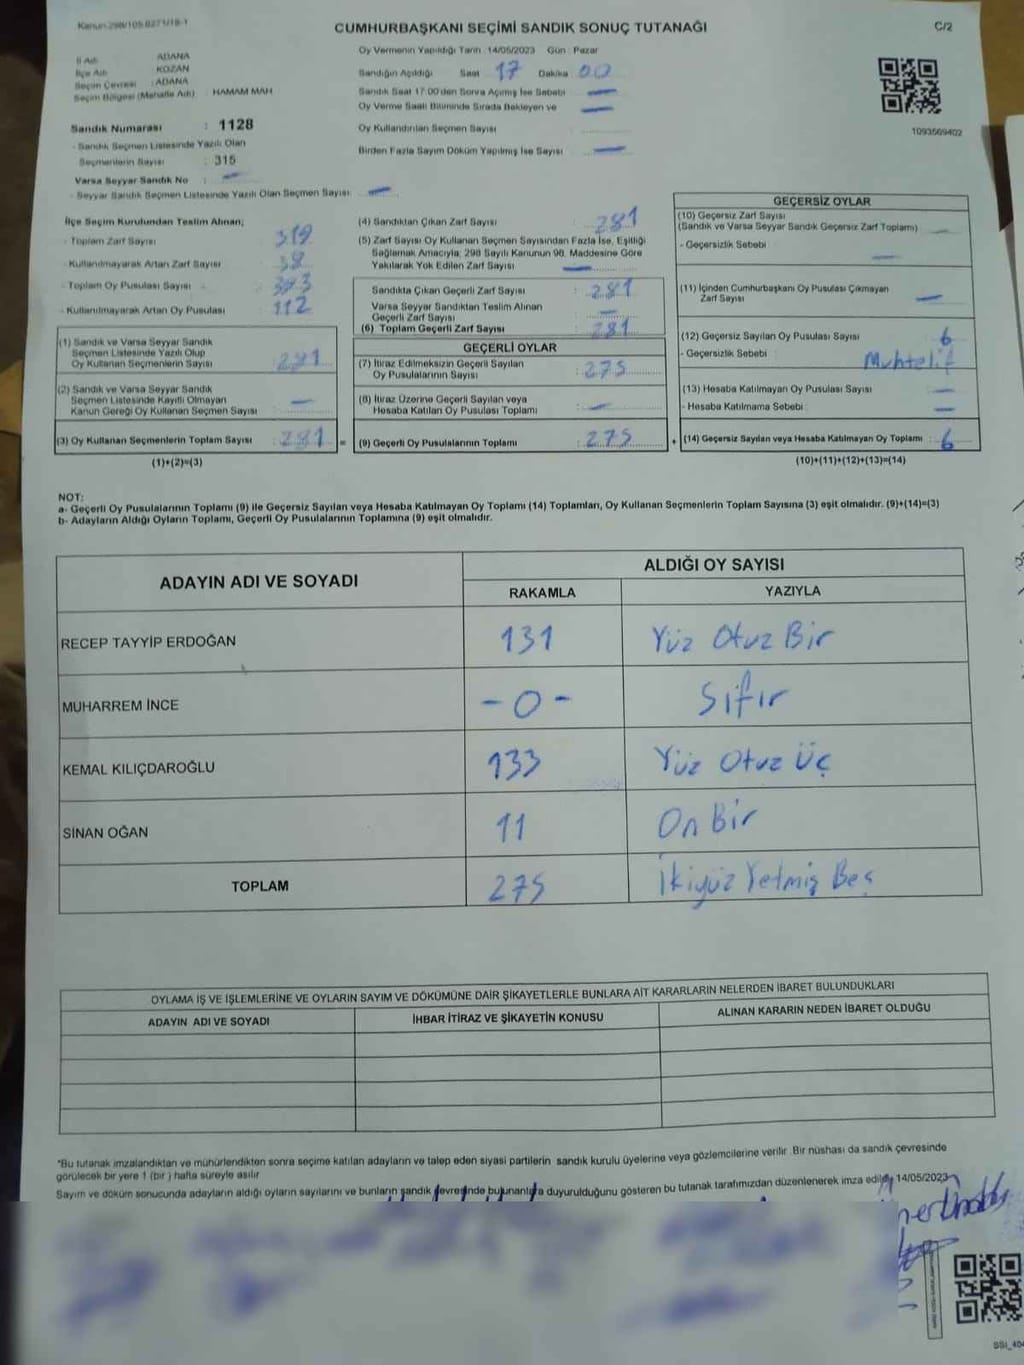 CUMHURBAŞKANI SEÇİMİ SANDIK SONUÇ TUTANAĞI
C/2
İl Adı : ADANA
İlçe Adı : KOZAN
Seçim Çevresi : ADANA
Seçim Bölgesi (Mahalle Adı) : HAMAM MAH
Sandık Numarası : 1128
- Sandık Seçmen Listesinde Yazılı Olan
Seçmenlerin Sayısı : 315
Varsa Seyyar Sandık No : —
- Seyyar Sandık Seçmen Listesinde Yazılı Olan Seçmen Sayısı : —
Oy Vermenin Yapıldığı Tarih : 14/05/2023 Gün : Pazar
Sandığın Açıldığı Saat 17 Dakika 00
Sandık Saat 17:00'den Sonra Açılmış İse Sebebi : —
Oy Verme Saati Bitiminde Sırada Bekleyen ve : —
Oy Kullandırılan Seçmen Sayısı :
Birden Fazla Sayım Döküm Yapılmış İse Sayısı : —
1093569402
İlçe Seçim Kurulundan Teslim Alınan;
- Toplam Zarf Sayısı : 319
- Kullanılmayarak Artan Zarf Sayısı : 38
- Toplam Oy Pusulası Sayısı : 393
- Kullanılmayarak Artan Oy Pusulası : 112
(1) Sandık ve Varsa Seyyar Sandık
Seçmen Listesinde Yazılı Olup
Oy Kullanan Seçmenlerin Sayısı : 281
(2) Sandık ve Varsa Seyyar Sandık
Seçmen Listesinde Kayıtlı Olmayan
Kanun Gereği Oy Kullanan Seçmen Sayısı : —
(3) Oy Kullanan Seçmenlerin Toplam Sayısı : 281 =
(1)+(2)=(3)
(4) Sandıktan Çıkan Zarf Sayısı : 281
(5) Zarf Sayısı Oy Kullanan Seçmen Sayısından Fazla İse, Eşitliği
Sağlamak Amacıyla; 298 Sayılı Kanunun 98. Maddesine Göre
Yakılarak Yok Edilen Zarf Sayısı : —
Sandıkta Çıkan Geçerli Zarf Sayısı : 281
Varsa Seyyar Sandıktan Teslim Alınan
Geçerli Zarf Sayısı : —
(6) Toplam Geçerli Zarf Sayısı : 281
GEÇERLİ OYLAR
(7) İtiraz Edilmeksizin Geçerli Sayılan
Oy Pusulalarının Sayısı : 275
(8) İtiraz Üzerine Geçerli Sayılan veya
Hesaba Katılan Oy Pusulası Toplamı : —
(9) Geçerli Oy Pusulalarının Toplamı : 275 +
GEÇERSİZ OYLAR
(10) Geçersiz Zarf Sayısı
(Sandık ve Varsa Seyyar Sandık Geçersiz Zarf Toplamı) : —
- Geçersizlik Sebebi : —
(11) İçinden Cumhurbaşkanı Oy Pusulası Çıkmayan
Zarf Sayısı : —
(12) Geçersiz Sayılan Oy Pusulası Sayısı : 6
- Geçersizlik Sebebi : Muhtelif
(13) Hesaba Katılmayan Oy Pusulası Sayısı : —
- Hesaba Katılmama Sebebi : —
(14) Geçersiz Sayılan veya Hesaba Katılmayan Oy Toplamı : 6
(10)+(11)+(12)+(13)=(14)
NOT:
a- Geçerli Oy Pusulalarının Toplamı (9) ile Geçersiz Sayılan veya Hesaba Katılmayan Oy Toplamı (14) Toplamları, Oy Kullanan Seçmenlerin Toplam Sayısına (3) eşit olmalıdır. (9)+(14)=(3)
b- Adayların Aldığı Oyların Toplamı, Geçerli Oy Pusulalarının Toplamına (9) eşit olmalıdır.
ADAYIN ADI VE SOYADI
ALDIĞI OY SAYISI
RAKAMLA YAZIYLA
RECEP TAYYİP ERDOĞAN 131 Yüz Otuz Bir
MUHARREM İNCE -0- Sıfır
KEMAL KILIÇDAROĞLU 133 Yüz Otuz Üç
SİNAN OĞAN 11 On Bir
TOPLAM 275 İkiyüz Yetmiş Beş
OYLAMA İŞ VE İŞLEMLERİNE VE OYLARIN SAYIM VE DÖKÜMÜNE DAİR ŞİKAYETLERLE BUNLARA AİT KARARLARIN NELERDEN İBARET BULUNDUKLARI
ADAYIN ADI VE SOYADI İHBAR İTİRAZ VE ŞİKAYETİN KONUSU ALINAN KARARIN NEDEN İBARET OLDUĞU
*Bu tutanak imzalandıktan ve mühürlendikten sonra seçime katılan adayların ve talep eden siyasi partilerin sandık kurulu üyelerine veya gözlemcilerine verilir. Bir nüshası da sandık çevresinde
görülecek bir yere 1 (bir ) hafta süreyle asılır.
Sayım ve döküm sonucunda adayların aldığı oyların sayılarını ve bunların sandık çevresinde bulunanlara duyurulduğunu gösteren bu tutanak tarafımızdan düzenlenerek imza edildi. 14/05/2023